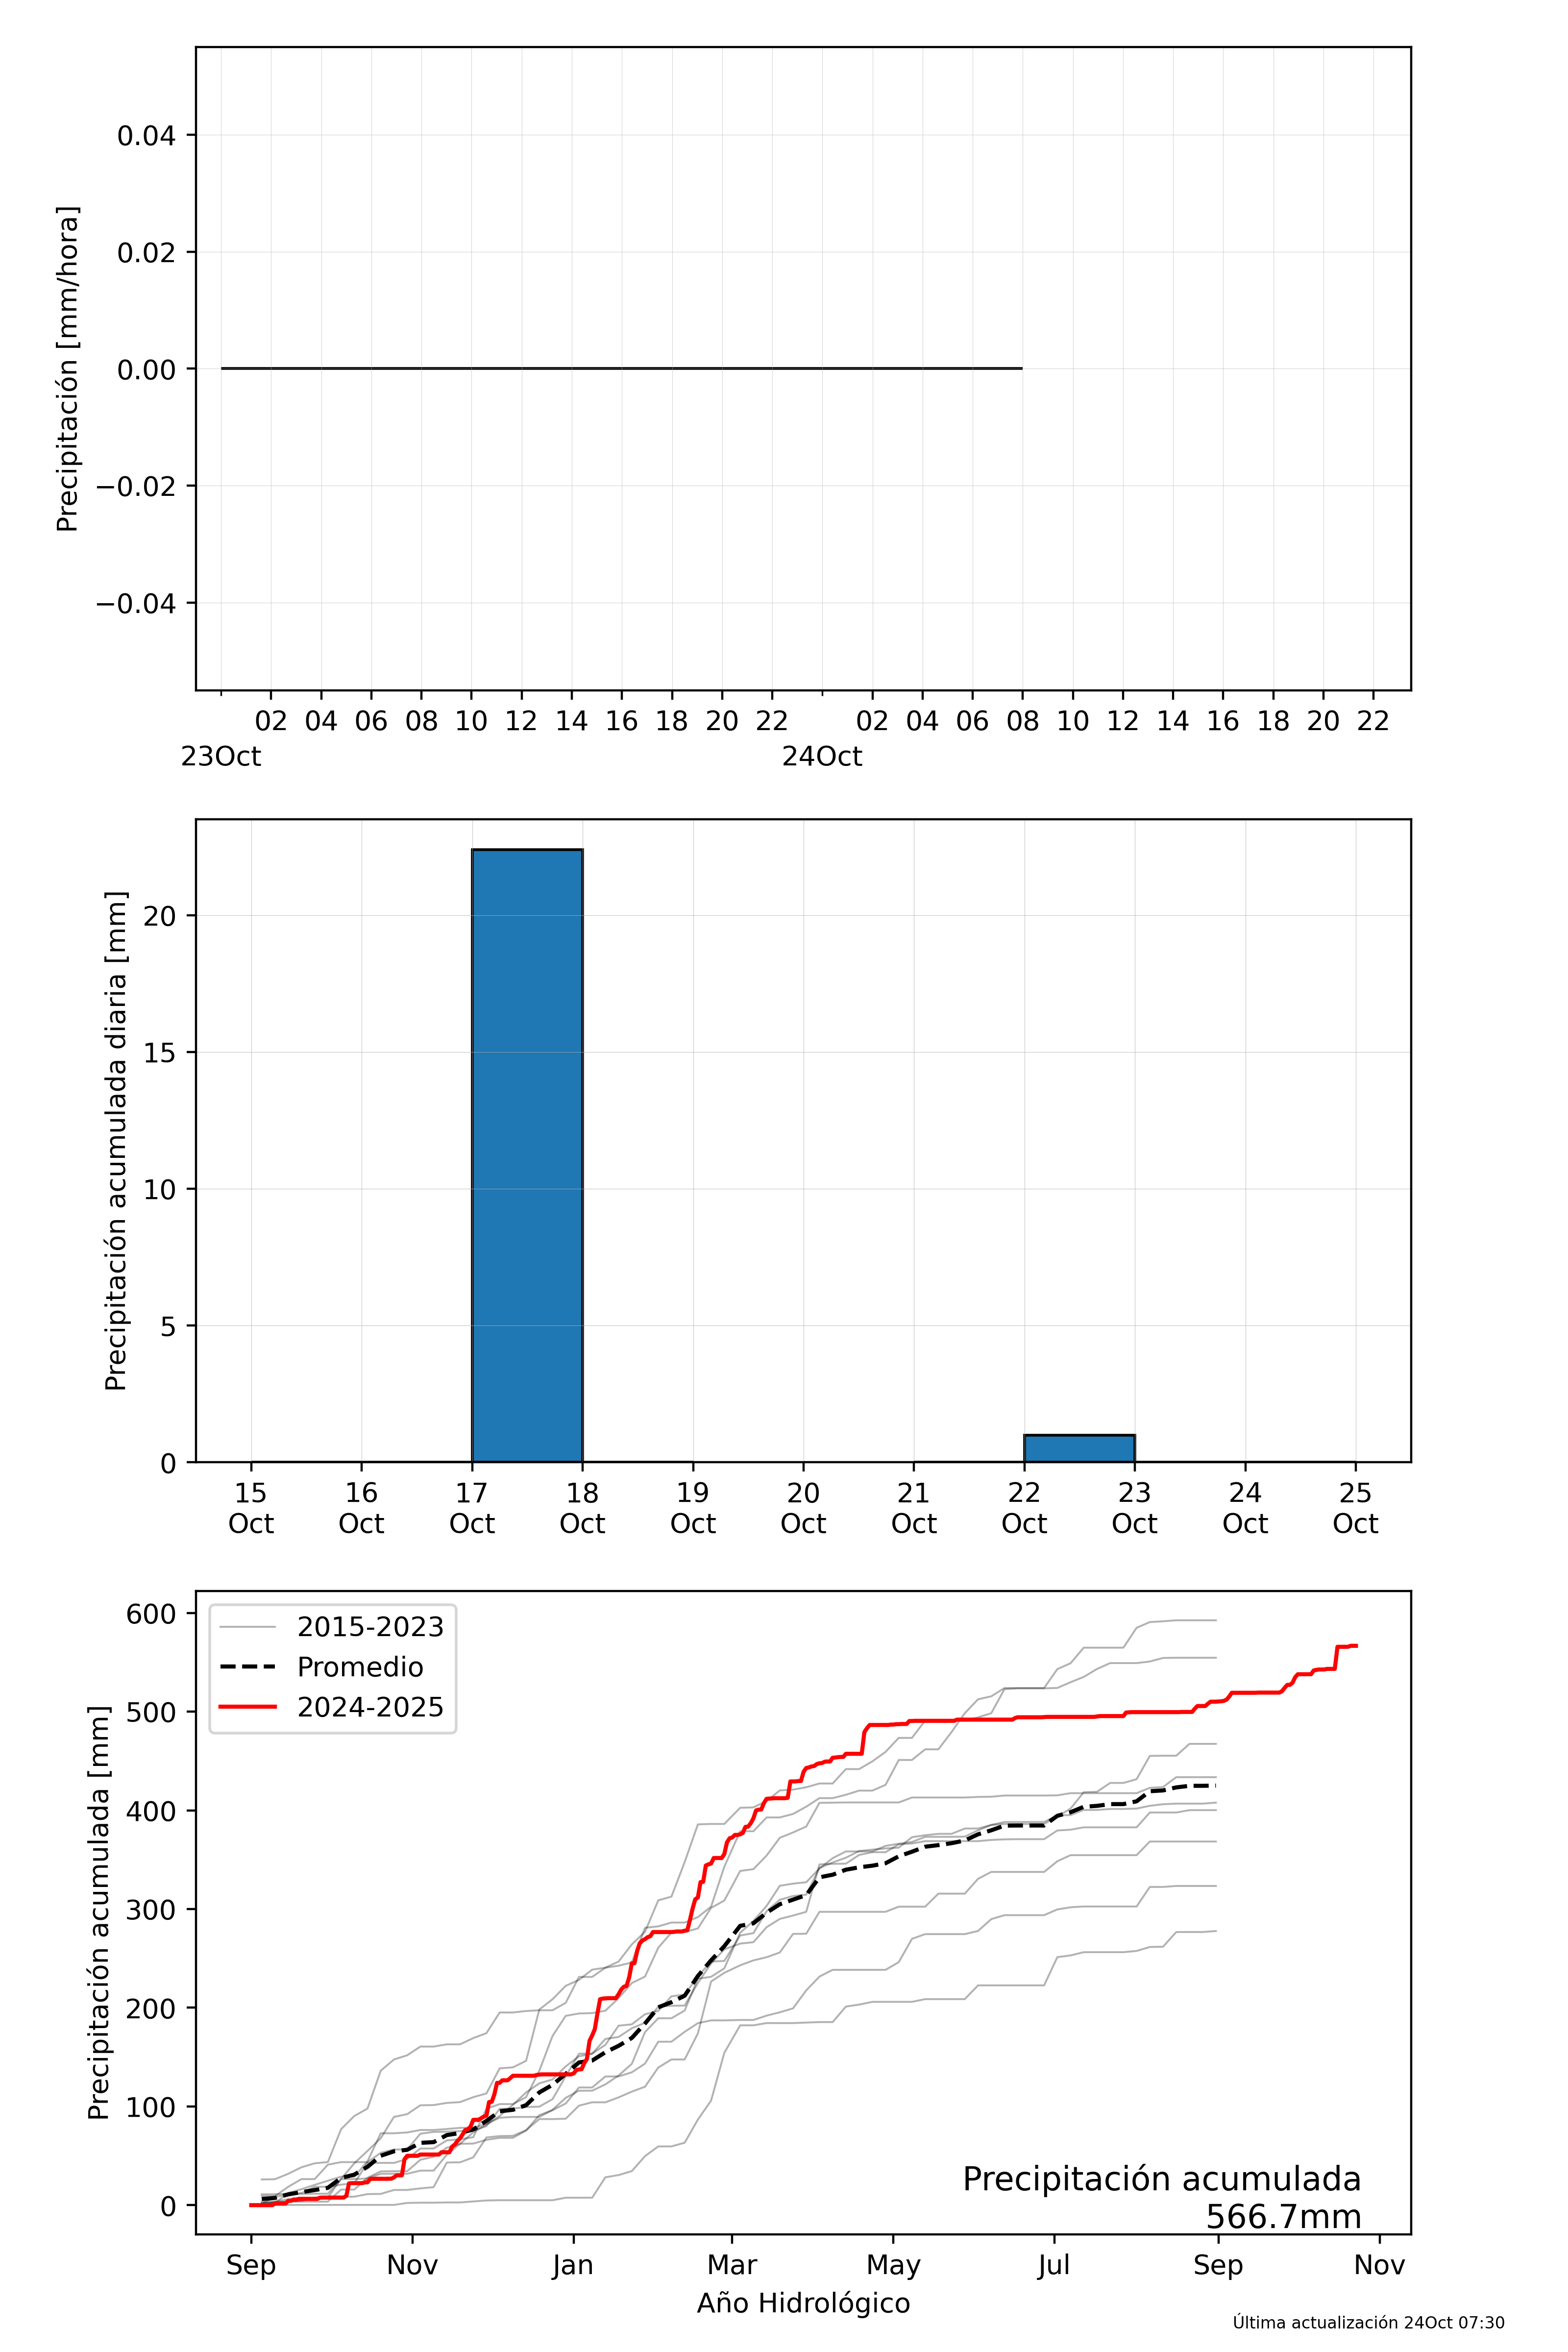 Precipitación [mm/hora]
0.04
0.02
0.00
−0.02
−0.04
02 04 06 08 10 12 14 16 18 20 22 02 04 06 08 10 12 14 16 18 20 22
23Oct 24Oct
Precipitación acumulada diaria [mm]
20
15
10
5
0
15 16 17 18 19 20 21 22 23 24 25
Oct Oct Oct Oct Oct Oct Oct Oct Oct Oct Oct
Precipitación acumulada [mm]
600
500
400
300
200
100
0
2015-2023
Promedio
2024-2025
Precipitación acumulada
566.7mm
Sep Nov Jan Mar May Jul Sep Nov
Año Hidrológico
Última actualización 24Oct 07:30